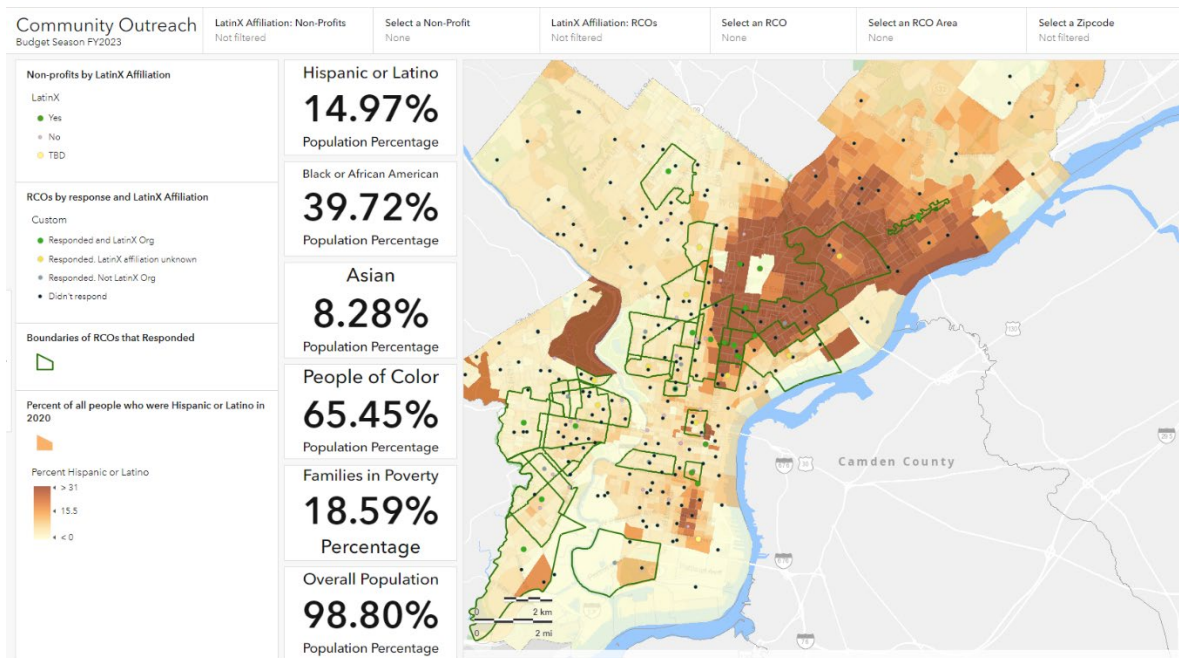 Community Outreach
Budget Season FY2023
LatinX Affiliation: Non-Profits
Not filtered
Select a Non-Profit
None
LatinX Affiliation: RCOs
Not filtered
Select an RCO
None
Select an RCO Area
None
Select a Zipcode
Not filtered
Non-profits by LatinX Affiliation
LatinX
Yes
No
TBD
RCOs by response and LatinX Affiliation
Custom
Responded and LatinX Org
Responded. LatinX affiliation unknown
Responded. Not LatinX Org
Didn't respond
Boundaries of RCOs that Responded
Percent of all people who were Hispanic or Latino in
2020
Percent Hispanic or Latino
> 31
15.5
< 0
Hispanic or Latino
14.97%
Population Percentage
Black or African American
39.72%
Population Percentage
Asian
8.28%
Population Percentage
People of Color
65.45%
Population Percentage
Families in Poverty
18.59%
Percentage
Overall Population
98.80%
Population Percentage
Camden County
30
295
76
0
2 km
0
2 mi